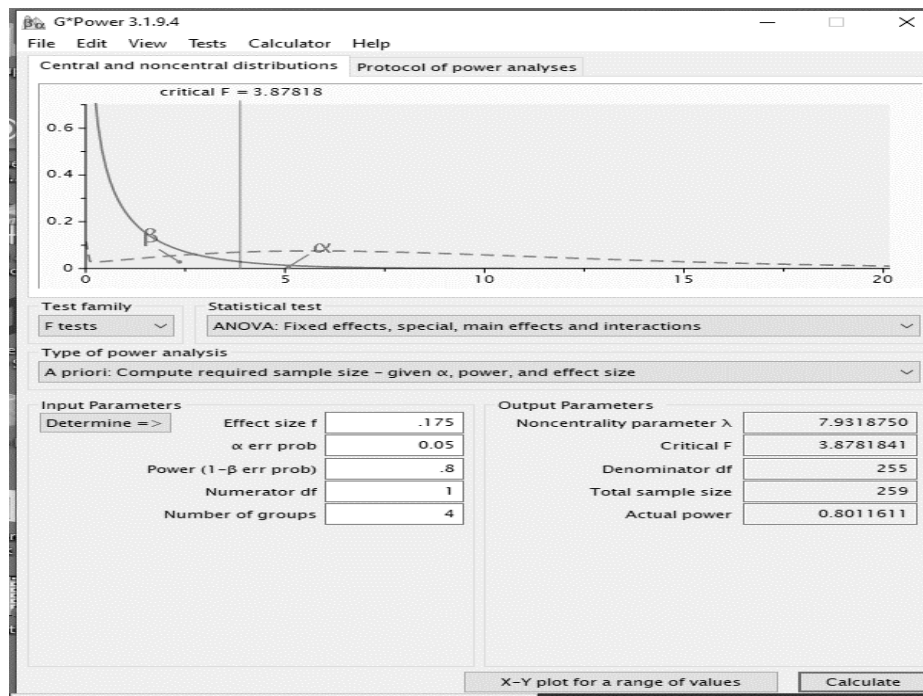 βα G*Power 3.1.9.4
File Edit View Tests Calculator Help
Central and noncentral distributions Protocol of power analyses
critical F = 3.87818
0.6
0.4
0.2
β α
0
0 5 10 15 20
Test family Statistical test
F tests ANOVA: Fixed effects, special, main effects and interactions
Type of power analysis
A priori: Compute required sample size – given α, power, and effect size
Input Parameters Output Parameters
Determine => Effect size f .175 Noncentrality parameter λ 7.9318750
α err prob 0.05 Critical F 3.8781841
Power (1-β err prob) .8 Denominator df 255
Numerator df 1 Total sample size 259
Number of groups 4 Actual power 0.8011611
X-Y plot for a range of values Calculate